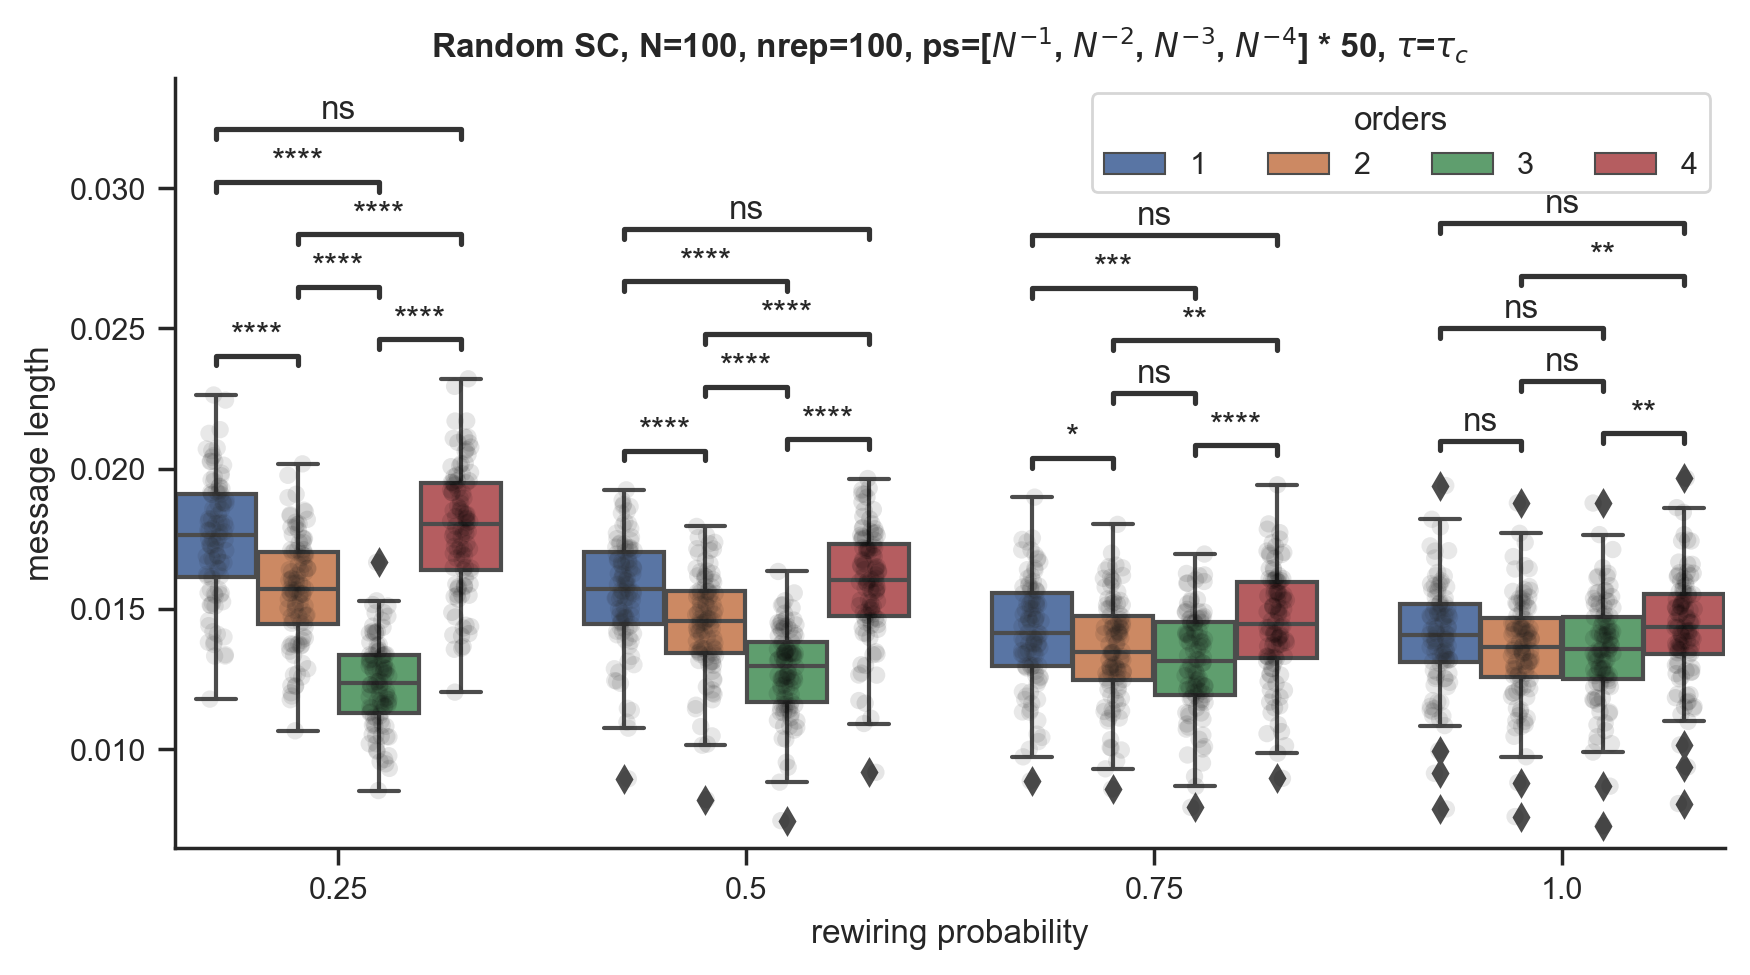 Random SC, N=100, nrep=100, ps=[N⁻¹, N⁻², N⁻³, N⁻⁴] * 50, τ=τ_c
orders
1 2 3 4
message length
0.030
0.025
0.020
0.015
0.010
ns
****
****
****
****
****
ns
****
****
****
****
****
ns
***
**
ns
*
****
ns
**
ns
ns
ns
**
0.25 0.5 0.75 1.0
rewiring probability